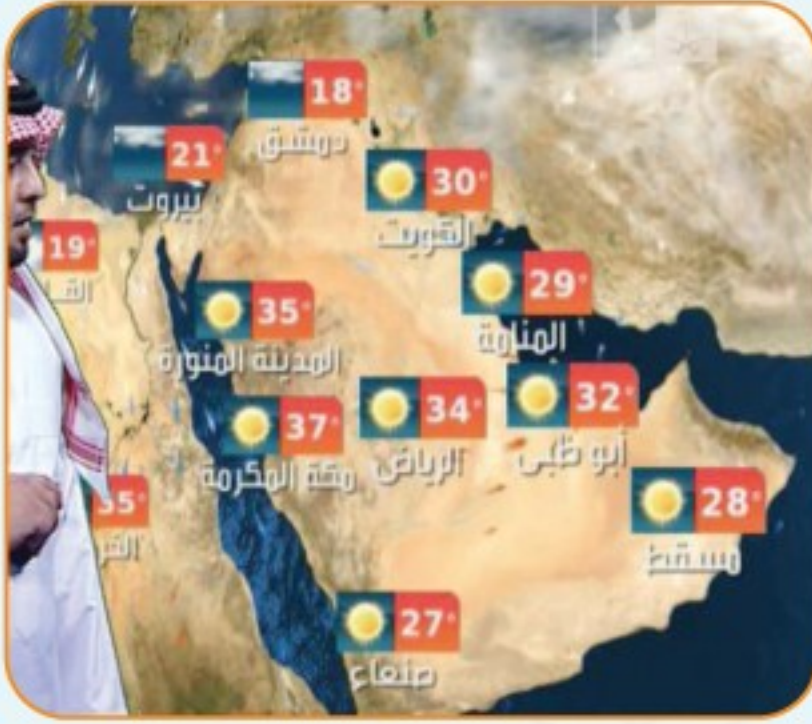 18°
دمشق
21°
بيروت
30°
الكويت
19°
29°
المنامة
35°
المدينة المنورة
32°
أبو ظبي
34°
الرياض
37°
مكة المكرمة
28°
مسقط
35°
27°
صنعاء